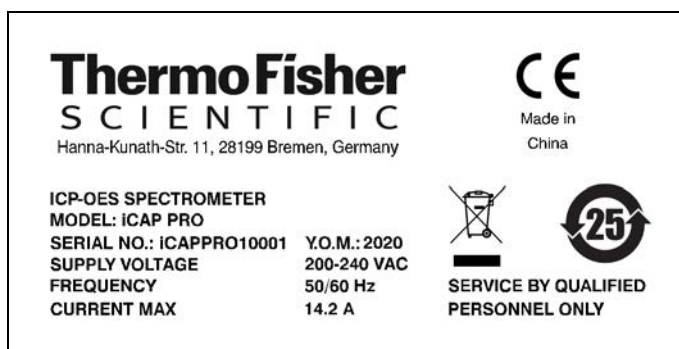 ThermoFisher
SCIENTIFIC
Hanna-Kunath-Str. 11, 28199 Bremen, Germany
CE
Made in
China
ICP-OES SPECTROMETER
MODEL: iCAP PRO
SERIAL NO.: iCAPPRO10001 Y.O.M.: 2020
SUPPLY VOLTAGE 200-240 VAC
FREQUENCY 50/60 Hz
CURRENT MAX 14.2 A
25
SERVICE BY QUALIFIED
PERSONNEL ONLY